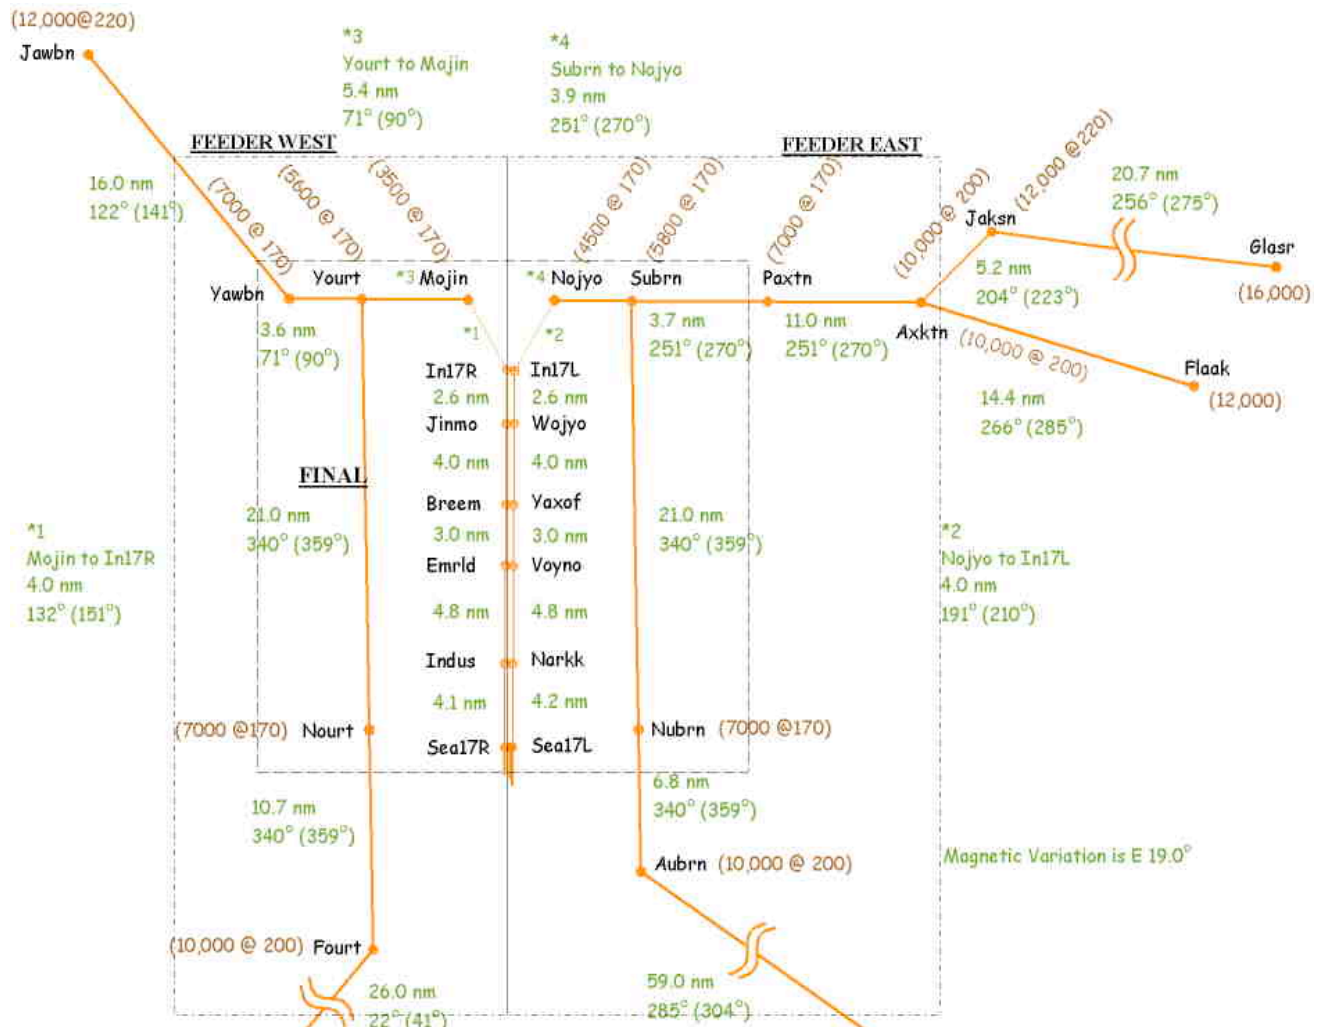 (12,000@220)
Jawbn
*3
Yourt to Mojin
5.4 nm
71° (90°)
*4
Subrn to Nojyo
3.9 nm
251° (270°)
FEEDER WEST
FEEDER EAST
16.0 nm
122° (141°)
(7000 @ 170)
(5600 @ 170)
(3500 @ 170)
(4500 @ 170)
(5800 @ 170)
(7000 @ 170)
(10,000 @ 200)
(12,000 @220)
20.7 nm
256° (275°)
Jaksn
Glasr
(16,000)
5.2 nm
204° (223°)
Yawbn
Yourt
*3
Mojin
*4
Nojyo
Subrn
Paxtn
Axktn
(10,000 @ 200)
Flaak
(12,000)
3.6 nm
71° (90°)
*1
*2
3.7 nm
251° (270°)
11.0 nm
251° (270°)
14.4 nm
266° (285°)
In17R
In17L
2.6 nm
2.6 nm
Jinmo
Wojyo
4.0 nm
4.0 nm
FINAL
Breem
Yaxof
21.0 nm
340° (359°)
3.0 nm
3.0 nm
21.0 nm
340° (359°)
*1
Mojin to In17R
4.0 nm
132° (151°)
*2
Nojyo to In17L
4.0 nm
191° (210°)
Emrld
Voyno
4.8 nm
4.8 nm
Indus
Narkk
4.1 nm
4.2 nm
(7000 @170)
Nourt
Nubrn
(7000 @170)
Sea17R
Sea17L
10.7 nm
340° (359°)
6.8 nm
340° (359°)
Aubrn
(10,000 @ 200)
Magnetic Variation is E 19.0°
(10,000 @ 200)
Fourt
26.0 nm
22° (41°)
59.0 nm
285° (304°)